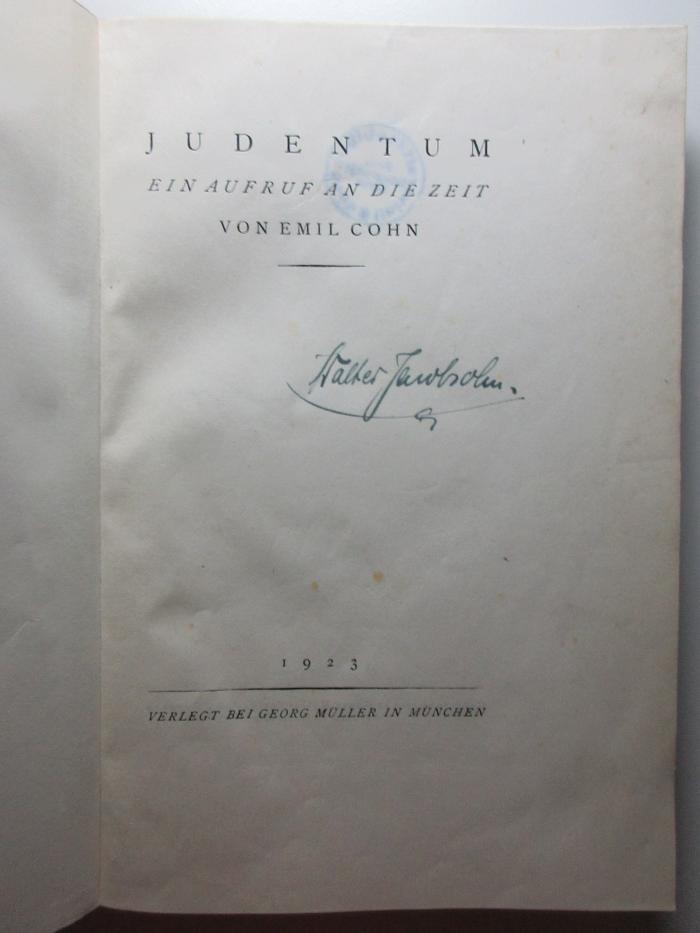 JUDENTUM
EIN AUFRUF AN DIE ZEIT
VON EMIL COHN
Walter Jacobsohn.
1923
VERLEGT BEI GEORG MÜLLER IN MÜNCHEN